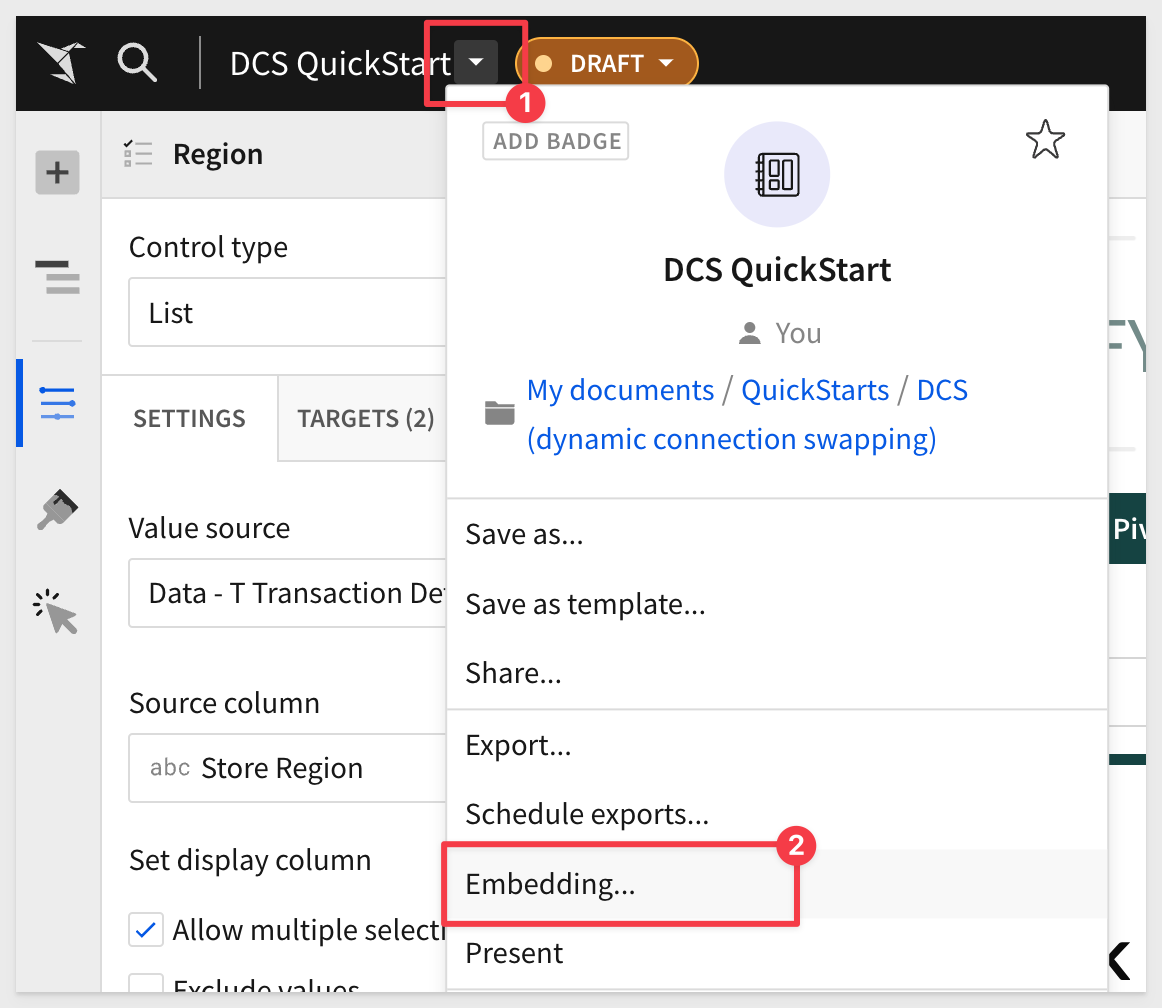 DCS QuickStart
DRAFT
1
ADD BADGE
Region
DCS QuickStart
You
My documents / QuickStarts / DCS
(dynamic connection swapping)
Control type
List
SETTINGS
TARGETS (2)
Value source
Data - T Transaction De
Source column
abc Store Region
Set display column
Allow multiple selecti
Exclude values
Save as...
Save as template...
Share...
Export...
Schedule exports...
2
Embedding...
Present
FY
Piv
k